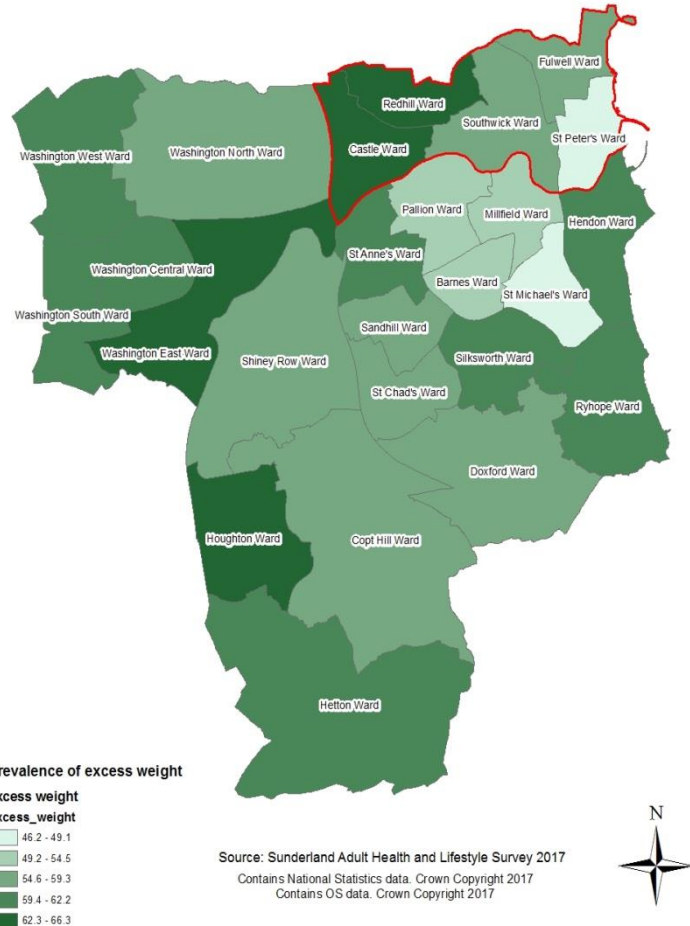 Fulwell Ward
Redhill Ward
Southwick Ward
St Peter's Ward
Castle Ward
Washington West Ward
Washington North Ward
Pallion Ward
Millfield Ward
Hendon Ward
St Anne's Ward
Washington Central Ward
Barnes Ward
St Michael's Ward
Washington South Ward
Sandhill Ward
Washington East Ward
Shiney Row Ward
Silksworth Ward
St Chad's Ward
Ryhope Ward
Doxford Ward
Houghton Ward
Copt Hill Ward
Hetton Ward
revalence of excess weight
xcess weight
xcess_weight
46.2 - 49.1
49.2 - 54.5
54.6 - 59.3
59.4 - 62.2
62.3 - 66.3
N
Source: Sunderland Adult Health and Lifestyle Survey 2017
Contains National Statistics data. Crown Copyright 2017
Contains OS data. Crown Copyright 2017